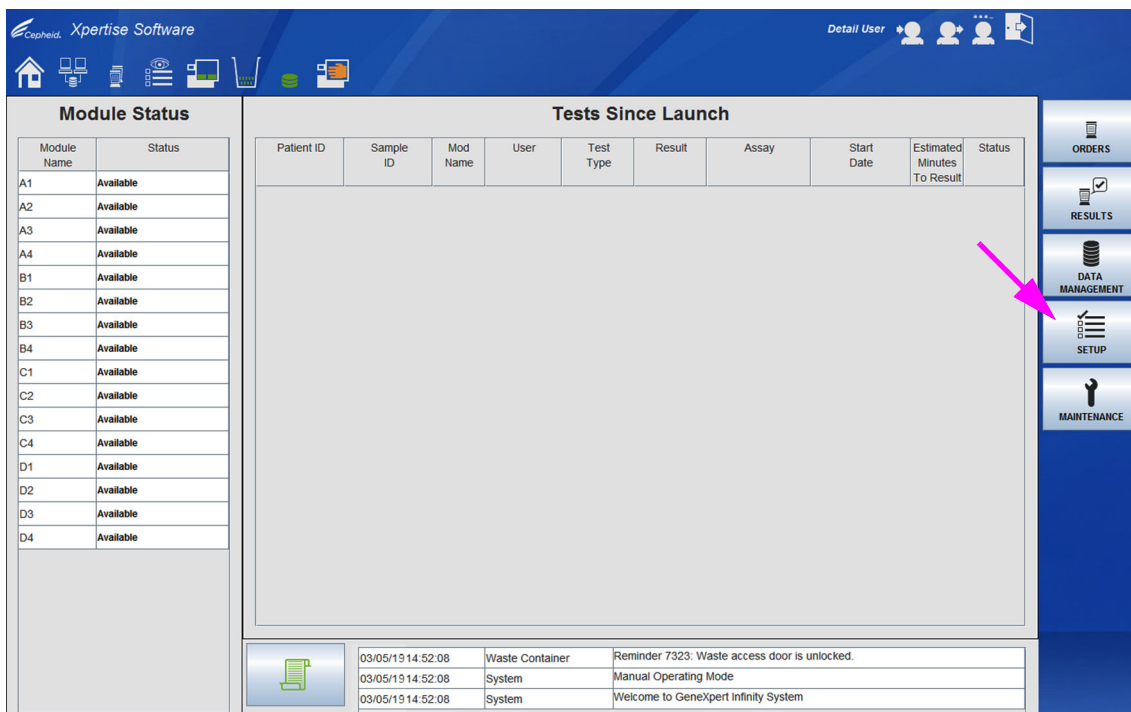 Cepheid. Xpertise Software
Detail User
Module Status
Module
Name
Status
A1 Available
A2 Available
A3 Available
A4 Available
B1 Available
B2 Available
B3 Available
B4 Available
C1 Available
C2 Available
C3 Available
C4 Available
D1 Available
D2 Available
D3 Available
D4 Available
Tests Since Launch
Patient ID
Sample
ID
Mod
Name
User
Test
Type
Result
Assay
Start
Date
Estimated
Minutes
To Result
Status
03/05/19 14:52:08 Waste Container Reminder 7323: Waste access door is unlocked.
03/05/19 14:52:08 System Manual Operating Mode
03/05/19 14:52:08 System Welcome to GeneXpert Infinity System
ORDERS
RESULTS
DATA
MANAGEMENT
SETUP
MAINTENANCE